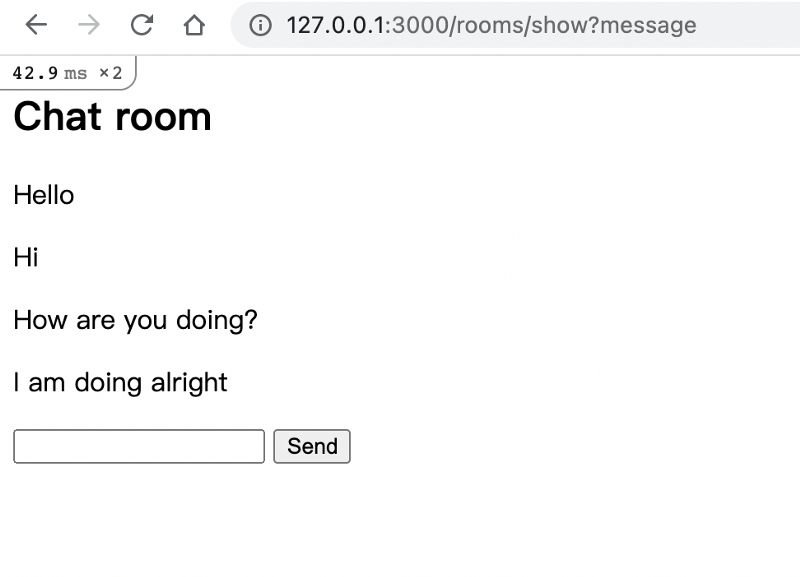 127.0.0.1:3000/rooms/show?message
42.9 ms ×2
Chat room
Hello
Hi
How are you doing?
I am doing alright
Send